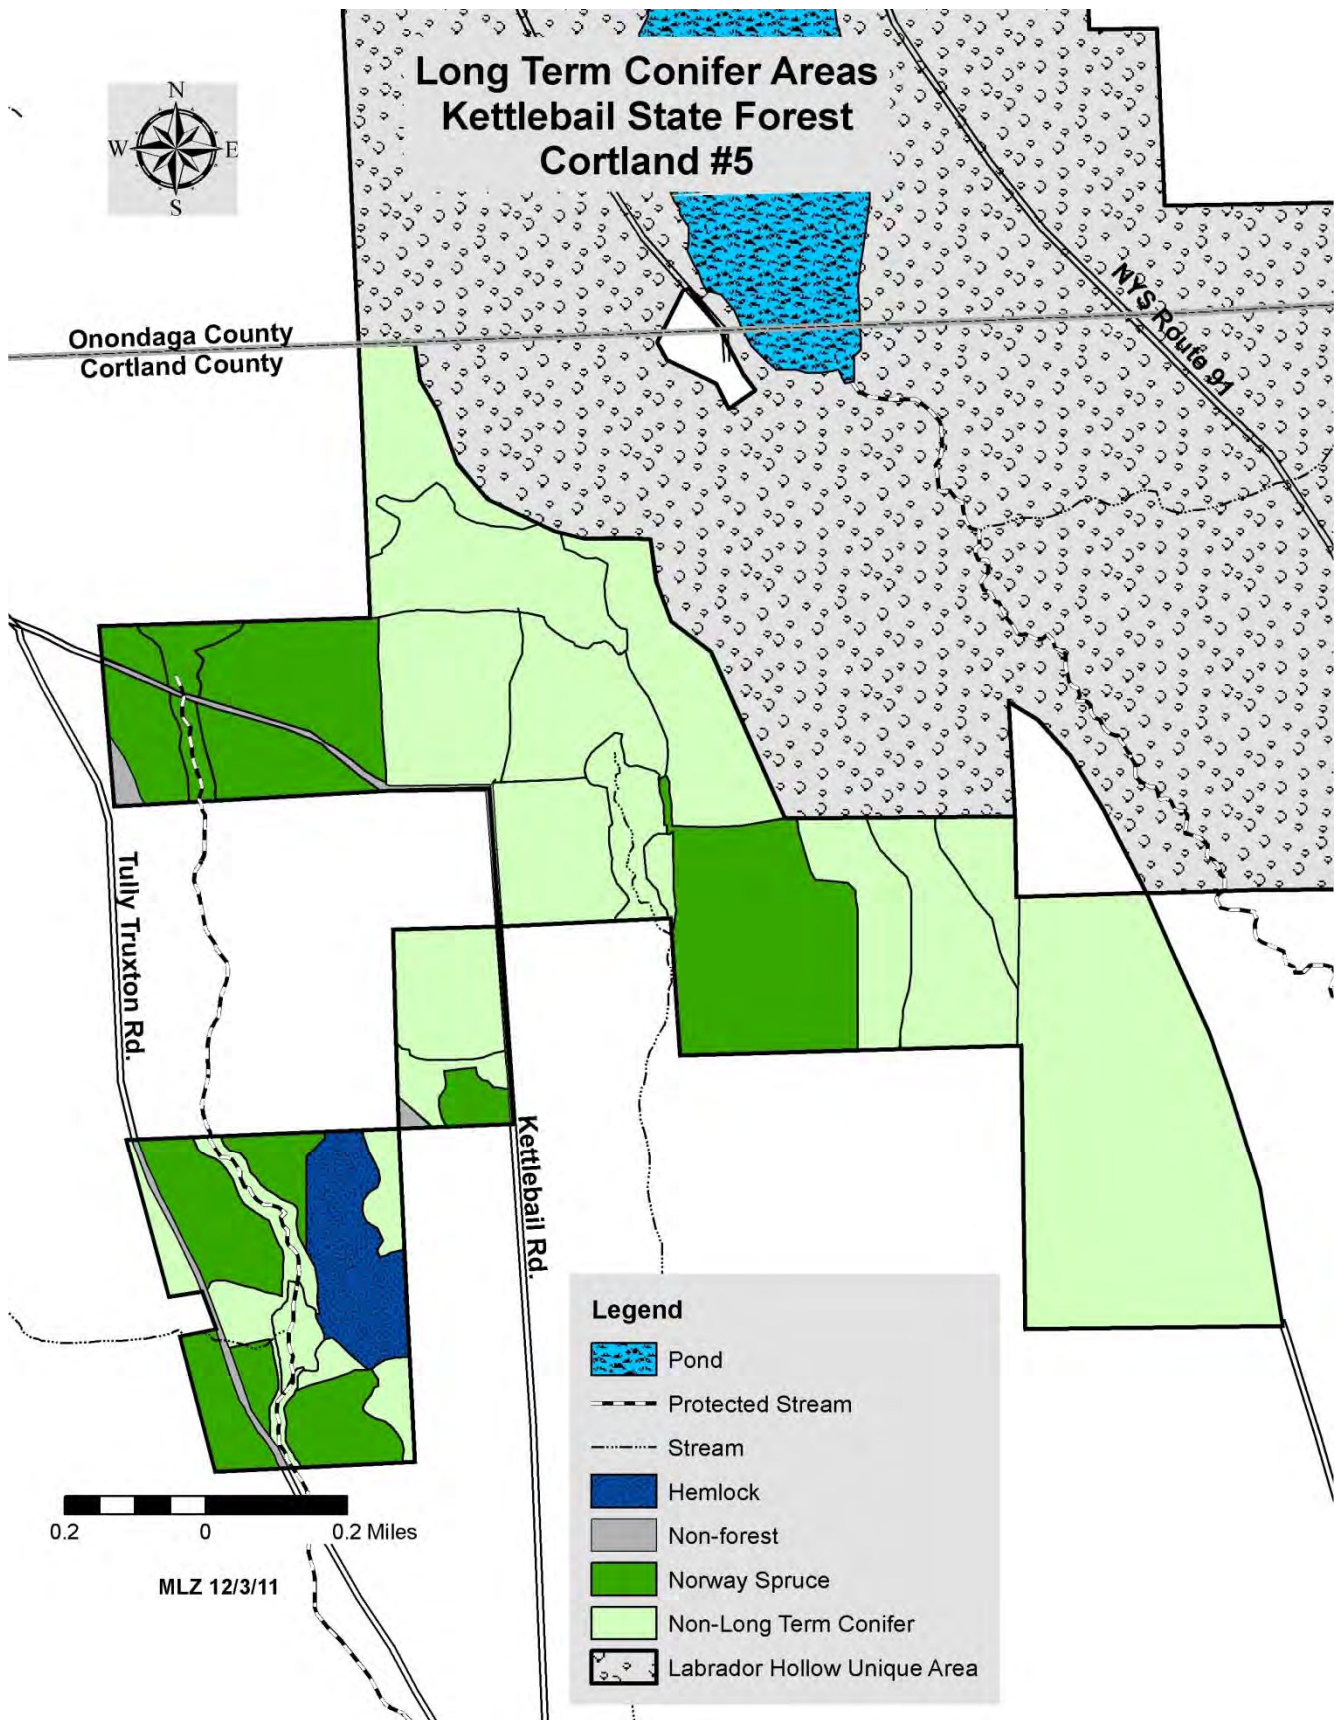 Long Term Conifer Areas
Kettlebail State Forest
Cortland #5
N
W
E
S
NYS Route 91
Onondaga County
Cortland County
Tully Truxton Rd.
Kettlebail Rd.
Legend
Pond
Protected Stream
Stream
Hemlock
Non-forest
Norway Spruce
Non-Long Term Conifer
Labrador Hollow Unique Area
0.2
0
0.2 Miles
MLZ 12/3/11